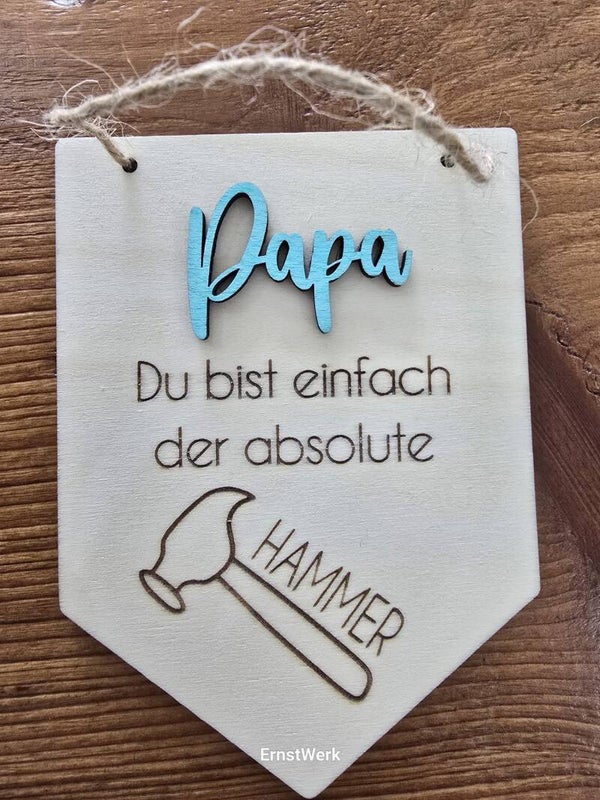 Papa
Du bist einfach
der absolute
HAMMER
ErnstWerk